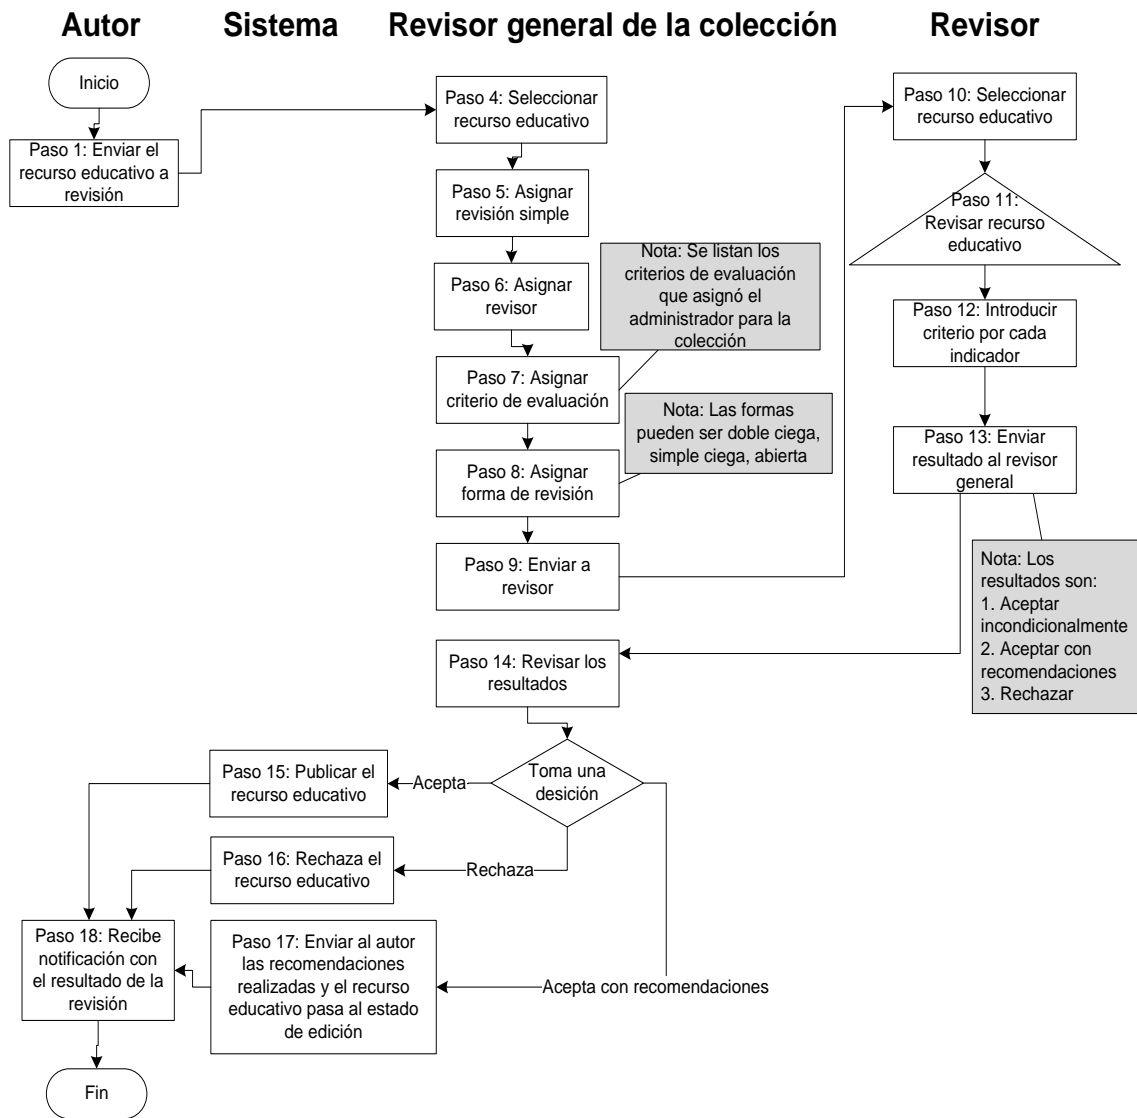 Autor
Sistema
Revisor general de la colección
Revisor
Inicio
Paso 1: Enviar el
recurso educativo a
revisión
Paso 4: Seleccionar
recurso educativo
Paso 5: Asignar
revisión simple
Paso 6: Asignar
revisor
Nota: Se listan los
criterios de evaluación
que asignó el
administrador para la
colección
Paso 7: Asignar
criterio de evaluación
Nota: Las formas
pueden ser doble ciega,
simple ciega, abierta
Paso 8: Asignar
forma de revisión
Paso 9: Enviar a
revisor
Paso 10: Seleccionar
recurso educativo
Paso 11:
Revisar recurso
educativo
Paso 12: Introducir
criterio por cada
indicador
Paso 13: Enviar
resultado al revisor
general
Nota: Los
resultados son:
1. Aceptar
incondicionalmente
2. Aceptar con
recomendaciones
3. Rechazar
Paso 14: Revisar los
resultados
Toma una
desición
Acepta
Paso 15: Publicar el
recurso educativo
Rechaza
Paso 16: Rechaza el
recurso educativo
Acepta con recomendaciones
Paso 17: Enviar al autor
las recomendaciones
realizadas y el recurso
educativo pasa al estado
de edición
Paso 18: Recibe
notificación con
el resultado de la
revisión
Fin